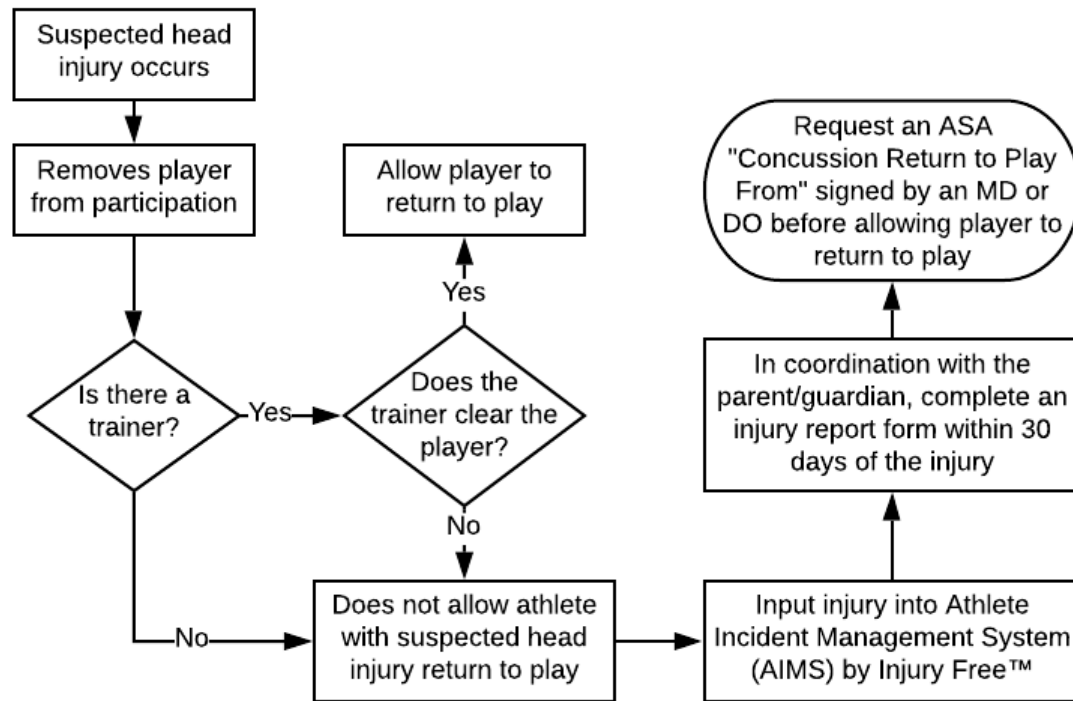 Suspected head
injury occurs
Removes player
from participation
Is there a
trainer?
Yes
No
Allow player to
return to play
Yes
Does the
trainer clear the
player?
No
Does not allow athlete
with suspected head
injury return to play
Input injury into Athlete
Incident Management System
(AIMS) by Injury Free™
In coordination with the
parent/guardian, complete an
injury report form within 30
days of the injury
Request an ASA
"Concussion Return to Play
From" signed by an MD or
DO before allowing player to
return to play